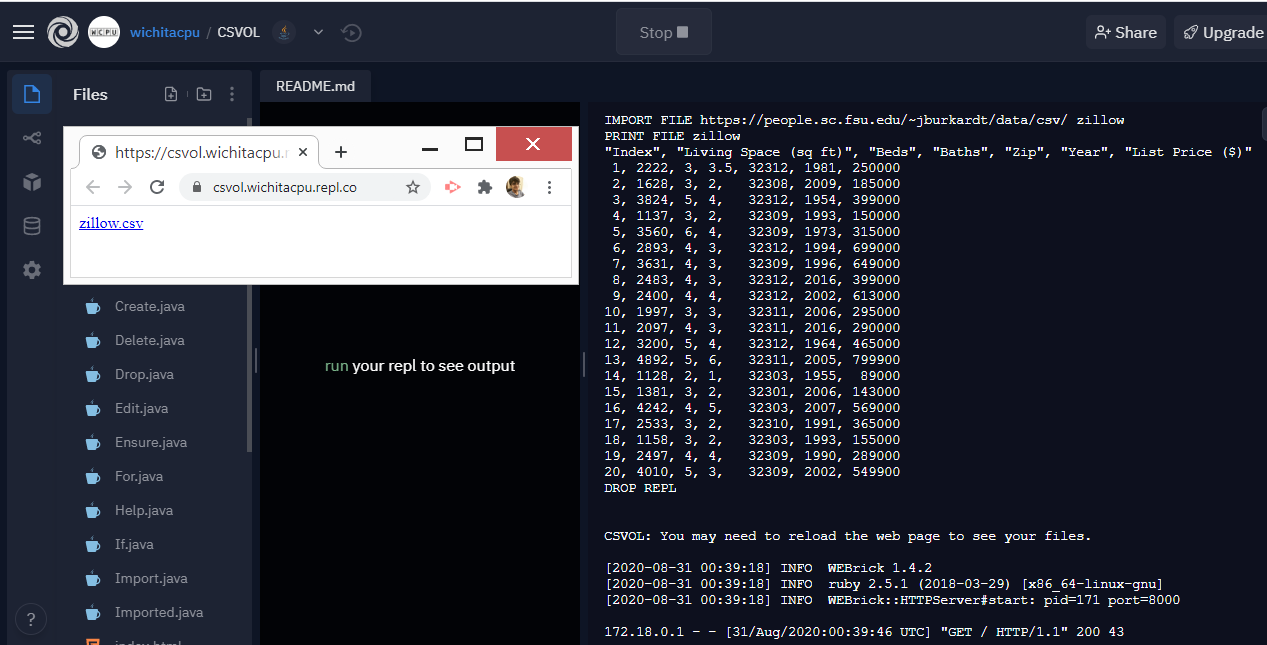 WCPU wichitacpu / CSVOL
Stop
Share
Upgrade
Files
README.md
https://csvol.wichitacpu.r
csvol.wichitacpu.repl.co
zillow.csv
Create.java
Delete.java
Drop.java
Edit.java
Ensure.java
For.java
Help.java
If.java
Import.java
Imported.java
index.html
?
run your repl to see output
IMPORT FILE https://people.sc.fsu.edu/~jburkardt/data/csv/ zillow
PRINT FILE zillow
"Index", "Living Space (sq ft)", "Beds", "Baths", "Zip", "Year", "List Price ($)"
1, 2222, 3, 3.5, 32312, 1981, 250000
2, 1628, 3, 2,   32308, 2009, 185000
3, 3824, 5, 4,   32312, 1954, 399000
4, 1137, 3, 2,   32309, 1993, 150000
5, 3560, 6, 4,   32309, 1973, 315000
6, 2893, 4, 3,   32312, 1994, 699000
7, 3631, 4, 3,   32309, 1996, 649000
8, 2483, 4, 3,   32312, 2016, 399000
9, 2400, 4, 4,   32312, 2002, 613000
10, 1997, 3, 3,   32311, 2006, 295000
11, 2097, 4, 3,   32311, 2016, 290000
12, 3200, 5, 4,   32312, 1964, 465000
13, 4892, 5, 6,   32311, 2005, 799900
14, 1128, 2, 1,   32303, 1955,  89000
15, 1381, 3, 2,   32301, 2006, 143000
16, 4242, 4, 5,   32303, 2007, 569000
17, 2533, 3, 2,   32310, 1991, 365000
18, 1158, 3, 2,   32303, 1993, 155000
19, 2497, 4, 4,   32309, 1990, 289000
20, 4010, 5, 3,   32309, 2002, 549900
DROP REPL
CSVOL: You may need to reload the web page to see your files.
[2020-08-31 00:39:18] INFO  WEBrick 1.4.2
[2020-08-31 00:39:18] INFO  ruby 2.5.1 (2018-03-29) [x86_64-linux-gnu]
[2020-08-31 00:39:18] INFO  WEBrick::HTTPServer#start: pid=171 port=8000
172.18.0.1 - - [31/Aug/2020:00:39:46 UTC] "GET / HTTP/1.1" 200 43